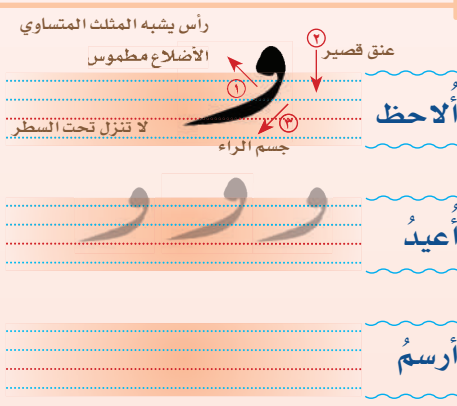 رأس يشبه المثلث المتساوي
الأضلاع مطموس
٢
عنق قصير
و
١
٣
لا تنزل تحت السطر
جسم الراء
أُلاحظ
و و و
أُعيدُ
أرسمُ